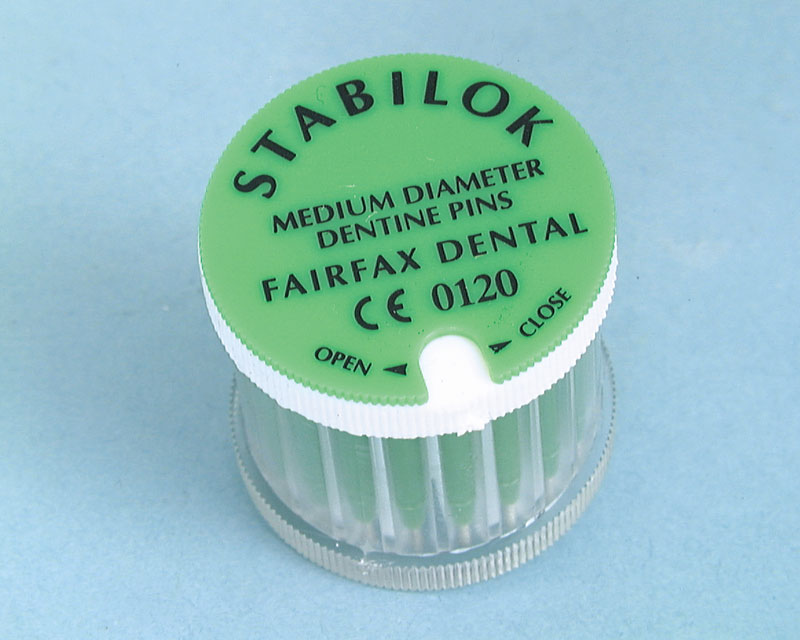 STABILOK
MEDIUM DIAMETER
DENTINE PINS
FAIRFAX DENTAL
CE 0120
OPEN ◄ ► CLOSE